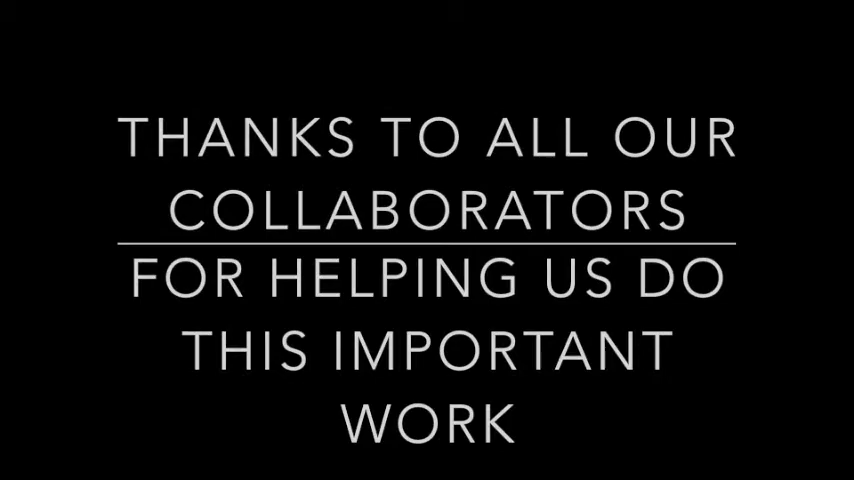 THANKS TO ALL OUR
COLLABORATORS
FOR HELPING US DO
THIS IMPORTANT
WORK